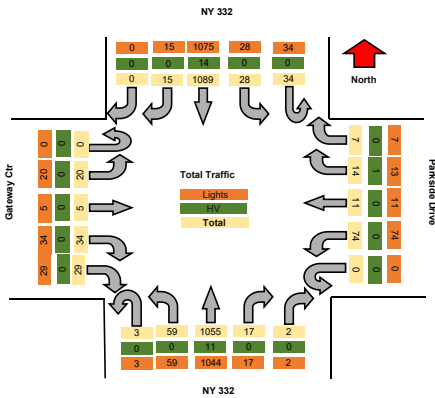 NY 332
0 15 1075 28 34
0 0 14 0 0
0 15 1089 28 34
North
Gateway Ctr
0 0 0
20 0 20
5 0 5
34 0 34
29 0 29
Total Traffic
Lights
HV
Total
7 0 7
14 1 13
11 0 11
74 0 74
0 0 0
Parkside Drive
3 59 1055 17 2
0 0 11 0 0
3 59 1044 17 2
NY 332